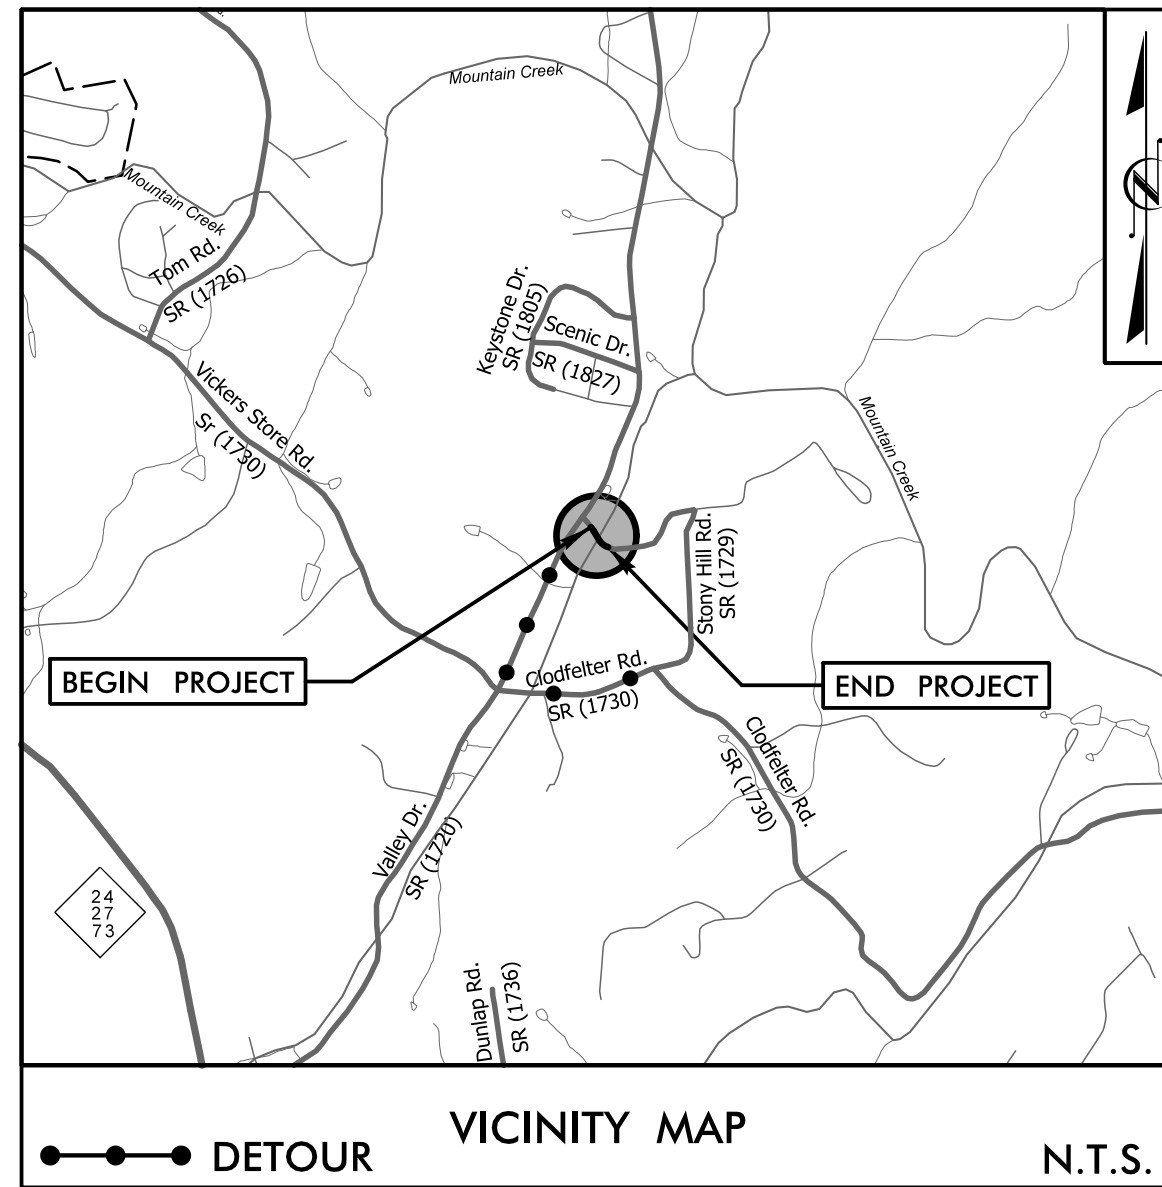 Mountain Creek
Mountain Creek
Tom Rd.
SR (1726)
Keystone Dr.
SR (1805)
Scenic Dr.
SR (1827)
Vickers Store Rd.
Sr (1730)
Mountain Creek
Stony Hill Rd.
SR (1729)
BEGIN PROJECT
Clodfelter Rd.
SR (1730)
END PROJECT
Clodfelter Rd.
SR (1730)
Valley Dr.
SR (1720)
24
27
73
Dunlap Rd.
SR (1736)
VICINITY MAP
DETOUR
N.T.S.